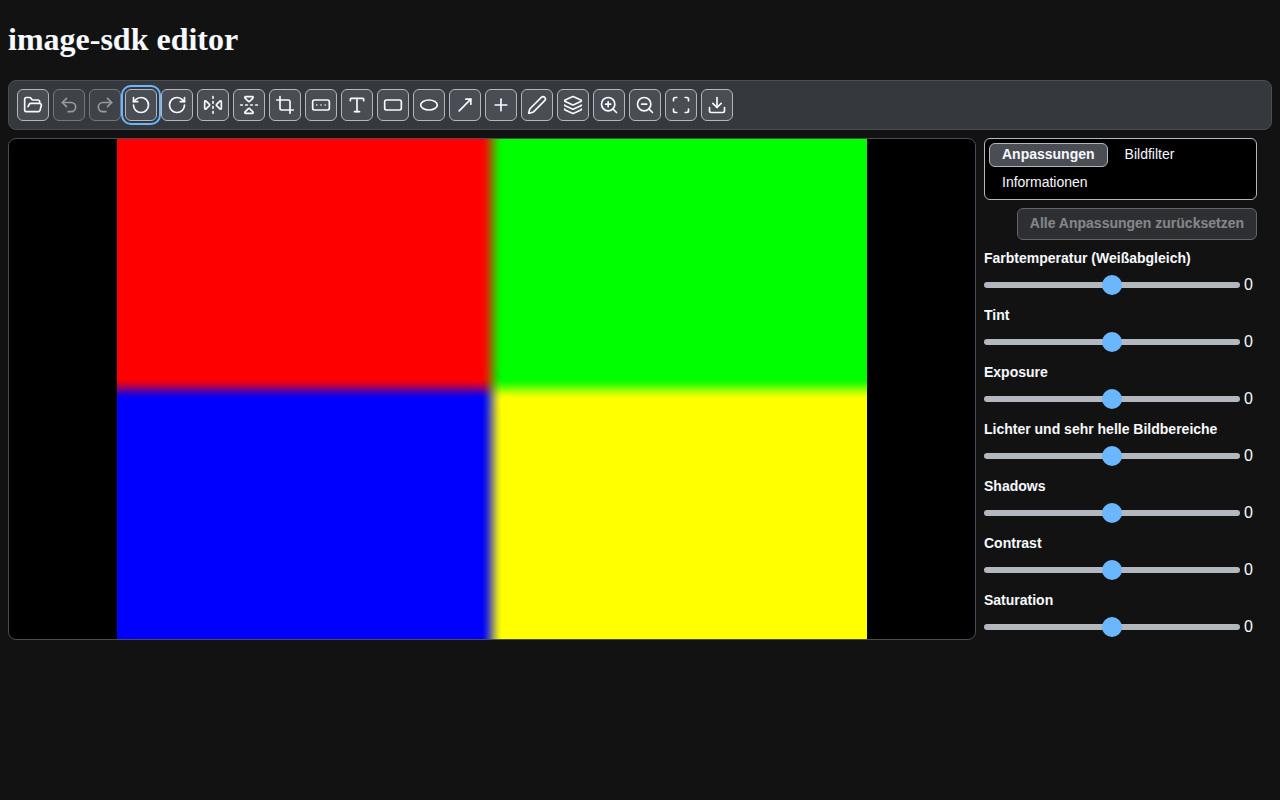 image-sdk editor
Anpassungen Bildfilter
Informationen
Alle Anpassungen zurücksetzen
Farbtemperatur (Weißabgleich)
0
Tint
0
Exposure
0
Lichter und sehr helle Bildbereiche
0
Shadows
0
Contrast
0
Saturation
0